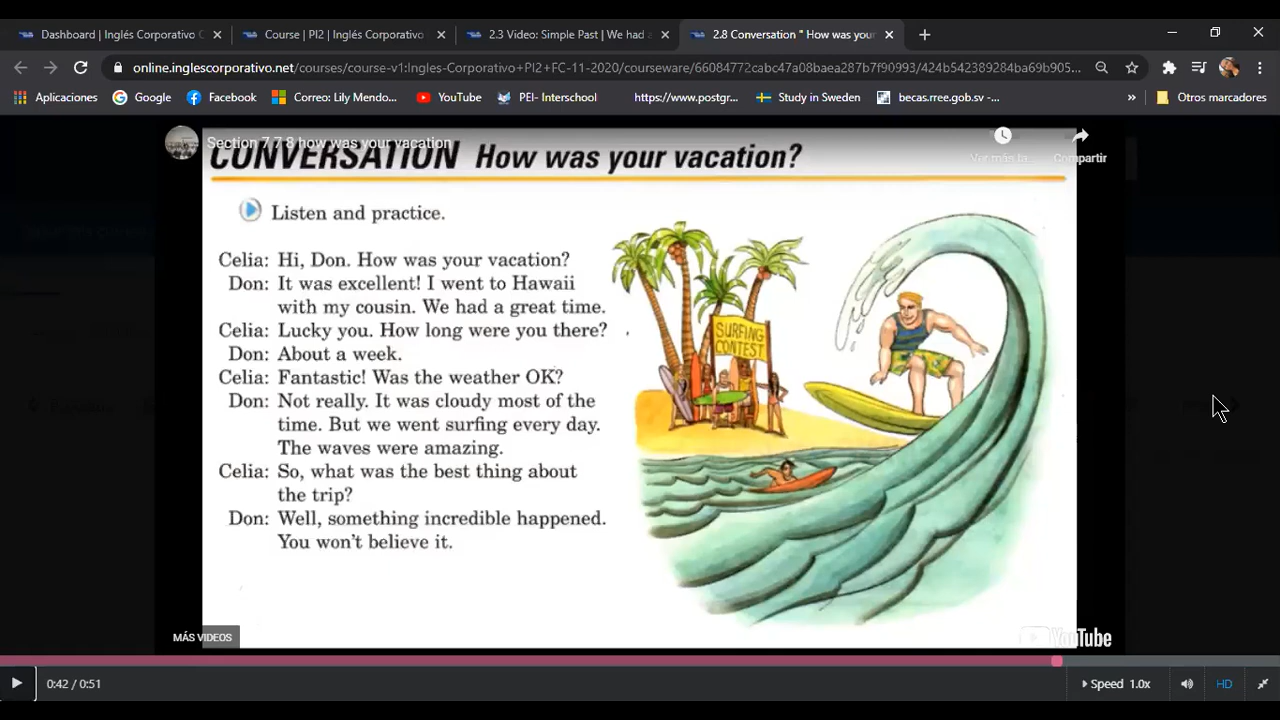 Dashboard | Inglés Corporativo C
Course | PI2 | Inglés Corporativo
2.3 Video: Simple Past | We had a
2.8 Conversation " How was your
online.inglescorporativo.net/courses/course-v1:Ingles-Corporativo+PI2+FC-11-2020/courseware/66084772cabc47a08baea287b7f90993/424b542389284ba69b905...
Aplicaciones
Google
Facebook
Correo: Lily Mendo...
YouTube
PEI- Interschool
https://www.postgr...
Study in Sweden
becas.rree.gob.sv -...
»
Otros marcadores
Section 7 7 8 how was your vacation
Ver más ta...
Compartir
CONVERSATION How was your vacation?
Listen and practice.
Celia: Hi, Don. How was your vacation?
Don: It was excellent! I went to Hawaii
with my cousin. We had a great time.
Celia: Lucky you. How long were you there?
Don: About a week.
Celia: Fantastic! Was the weather OK?
Don: Not really. It was cloudy most of the
time. But we went surfing every day.
The waves were amazing.
Celia: So, what was the best thing about
the trip?
Don: Well, something incredible happened.
You won't believe it.
SURFING
CONTEST
MÁS VIDEOS
YouTube
0:42 / 0:51
Speed 1.0x
HD